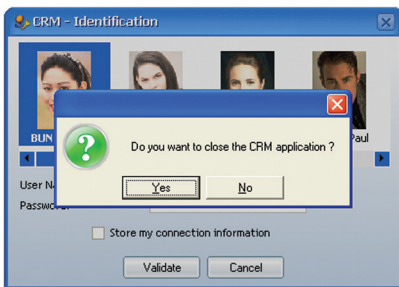 CRM - Identification
BUN
Paul
Do you want to close the CRM application ?
User N
Yes
No
Passwo
Store my connection information
Validate
Cancel